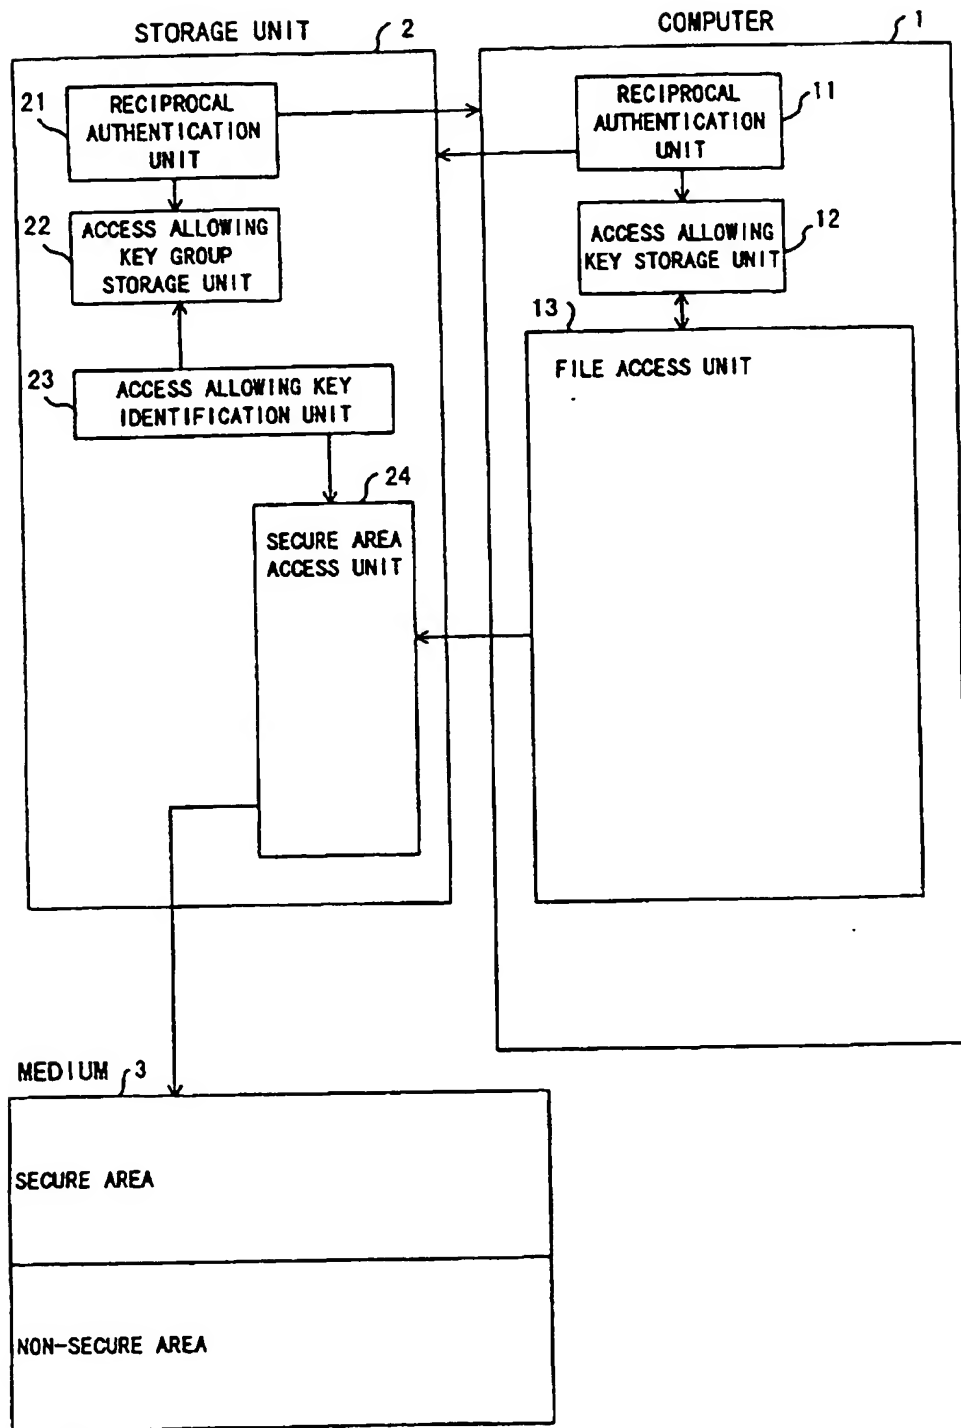 STORAGE UNIT
2
COMPUTER
1
21
RECIPROCAL
AUTHENTICATION
UNIT
RECIPROCAL
AUTHENTICATION
UNIT
11
22
ACCESS ALLOWING
KEY GROUP
STORAGE UNIT
ACCESS ALLOWING
KEY STORAGE UNIT
12
13
FILE ACCESS UNIT
23
ACCESS ALLOWING KEY
IDENTIFICATION UNIT
24
SECURE AREA
ACCESS UNIT
MEDIUM
3
SECURE AREA
NON-SECURE AREA